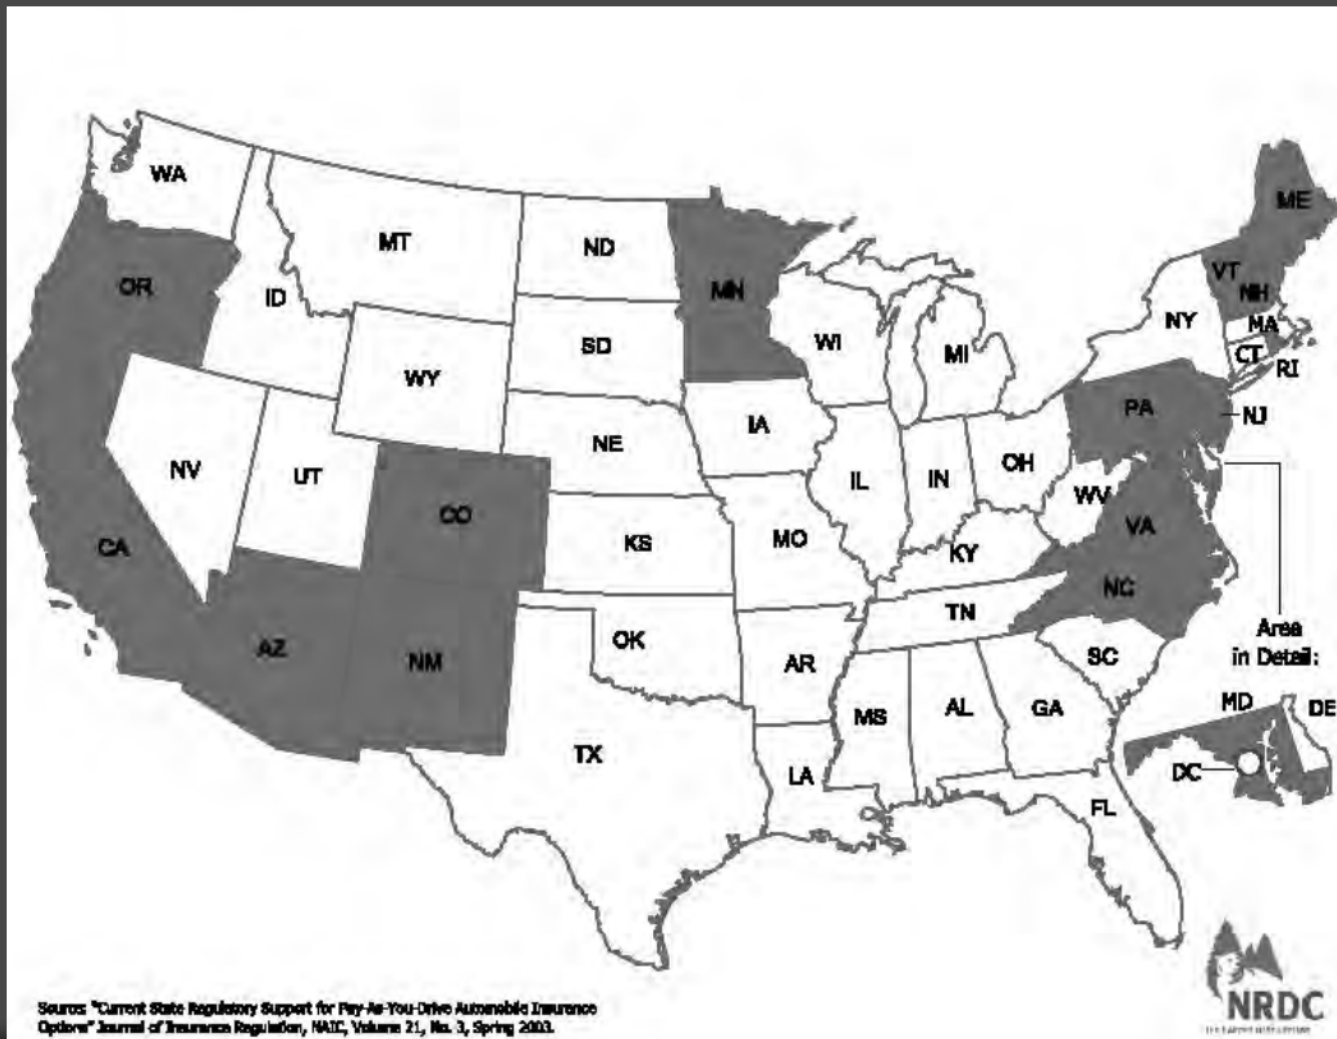 WA
MT
ND
MN
ME
VT
NH
OR
ID
SD
WI
MI
NY
MA
CT
RI
WY
IA
PA
NJ
NE
NV
UT
CO
IL
IN
OH
WV
VA
CA
KS
MO
KY
NC
TN
AZ
NM
OK
AR
SC
Area
in Detail:
MS
AL
GA
MD
DE
TX
LA
DC
FL
NRDC
Source: "Current State Regulatory Support for Pay-As-You-Drive Automobile Insurance
Options" Journal of Insurance Regulation, NAIC, Volume 21, No. 3, Spring 2003.